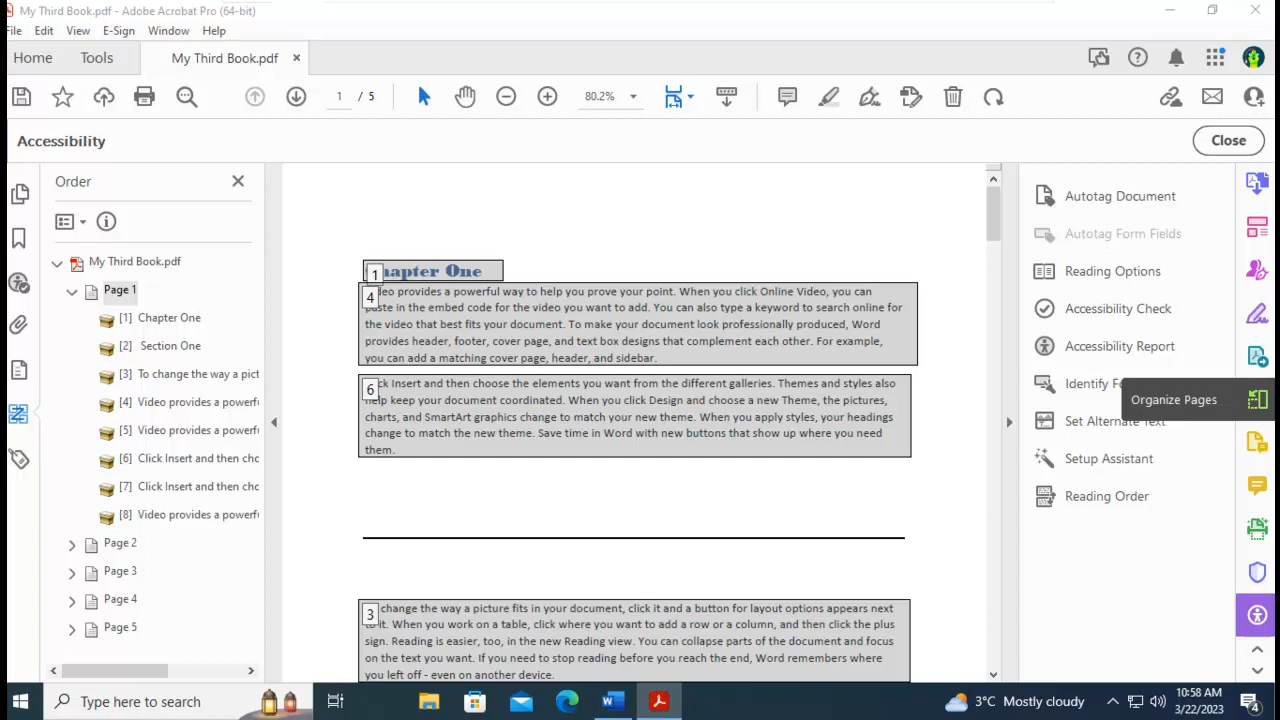 My Third Book.pdf - Adobe Acrobat Pro (64-bit)
File Edit View E-Sign Window Help
Home Tools My Third Book.pdf
1 / 5 80.2%
Accessibility Close
Order
My Third Book.pdf
Page 1
[1] Chapter One
[2] Section One
[3] To change the way a pict
[4] Video provides a powerf
[5] Video provides a powerf
[6] Click Insert and then cho
[7] Click Insert and then cho
[8] Video provides a powerf
Page 2
Page 3
Page 4
Page 5
1 hapter One
4 deo provides a powerful way to help you prove your point. When you click Online Video, you can
paste in the embed code for the video you want to add. You can also type a keyword to search online for
the video that best fits your document. To make your document look professionally produced, Word
provides header, footer, cover page, and text box designs that complement each other. For example,
you can add a matching cover page, header, and sidebar.
6 ck Insert and then choose the elements you want from the different galleries. Themes and styles also
help keep your document coordinated. When you click Design and choose a new Theme, the pictures,
charts, and SmartArt graphics change to match your new theme. When you apply styles, your headings
change to match the new theme. Save time in Word with new buttons that show up where you need
them.
3 change the way a picture fits in your document, click it and a button for layout options appears next
to it. When you work on a table, click where you want to add a row or a column, and then click the plus
sign. Reading is easier, too, in the new Reading view. You can collapse parts of the document and focus
on the text you want. If you need to stop reading before you reach the end, Word remembers where
you left off - even on another device.
Autotag Document
Autotag Form Fields
Reading Options
Accessibility Check
Accessibility Report
Identify Fo
Organize Pages
Set Alternate Text
Setup Assistant
Reading Order
Type here to search
3°C Mostly cloudy
10:58 AM
3/22/2023
4